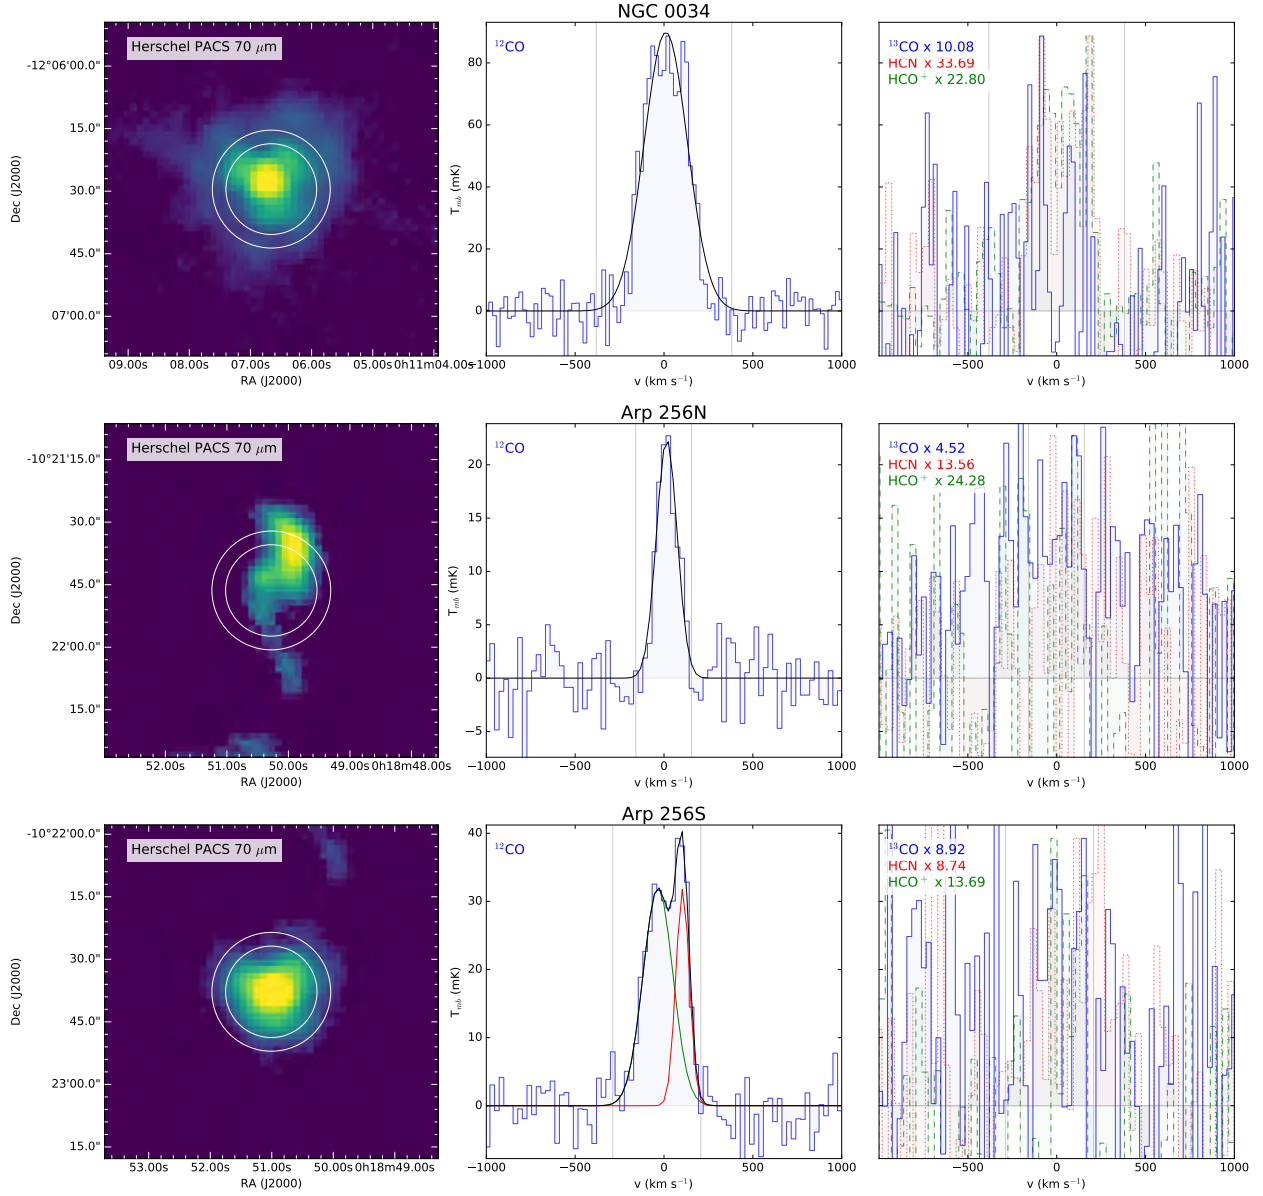 NGC 0034
Herschel PACS 70 μm
-12°06'00.0"
15.0"
30.0"
45.0"
07'00.0"
Dec (J2000)
09.00s 08.00s 07.00s 06.00s 05.00s 0h11m04.00s
RA (J2000)
¹²CO
80
60
40
20
0
T_mb (mK)
−1000 −500 0 500 1000
v (km s⁻¹)
¹³CO x 10.08
HCN x 33.69
HCO⁺ x 22.80
−500 0 500 1000
v (km s⁻¹)
Arp 256N
Herschel PACS 70 μm
-10°21'15.0"
30.0"
45.0"
22'00.0"
15.0"
Dec (J2000)
52.00s 51.00s 50.00s 49.00s 0h18m48.00s
RA (J2000)
¹²CO
20
15
10
5
0
−5
T_mb (mK)
−1000 −500 0 500 1000
v (km s⁻¹)
¹³CO x 4.52
HCN x 13.56
HCO⁺ x 24.28
−500 0 500 1000
v (km s⁻¹)
Arp 256S
Herschel PACS 70 μm
-10°22'00.0"
15.0"
30.0"
45.0"
23'00.0"
15.0"
Dec (J2000)
53.00s 52.00s 51.00s 50.00s 0h18m49.00s
RA (J2000)
¹²CO
40
30
20
10
0
T_mb (mK)
−1000 −500 0 500 1000
v (km s⁻¹)
¹³CO x 8.92
HCN x 8.74
HCO⁺ x 13.69
−500 0 500 1000
v (km s⁻¹)